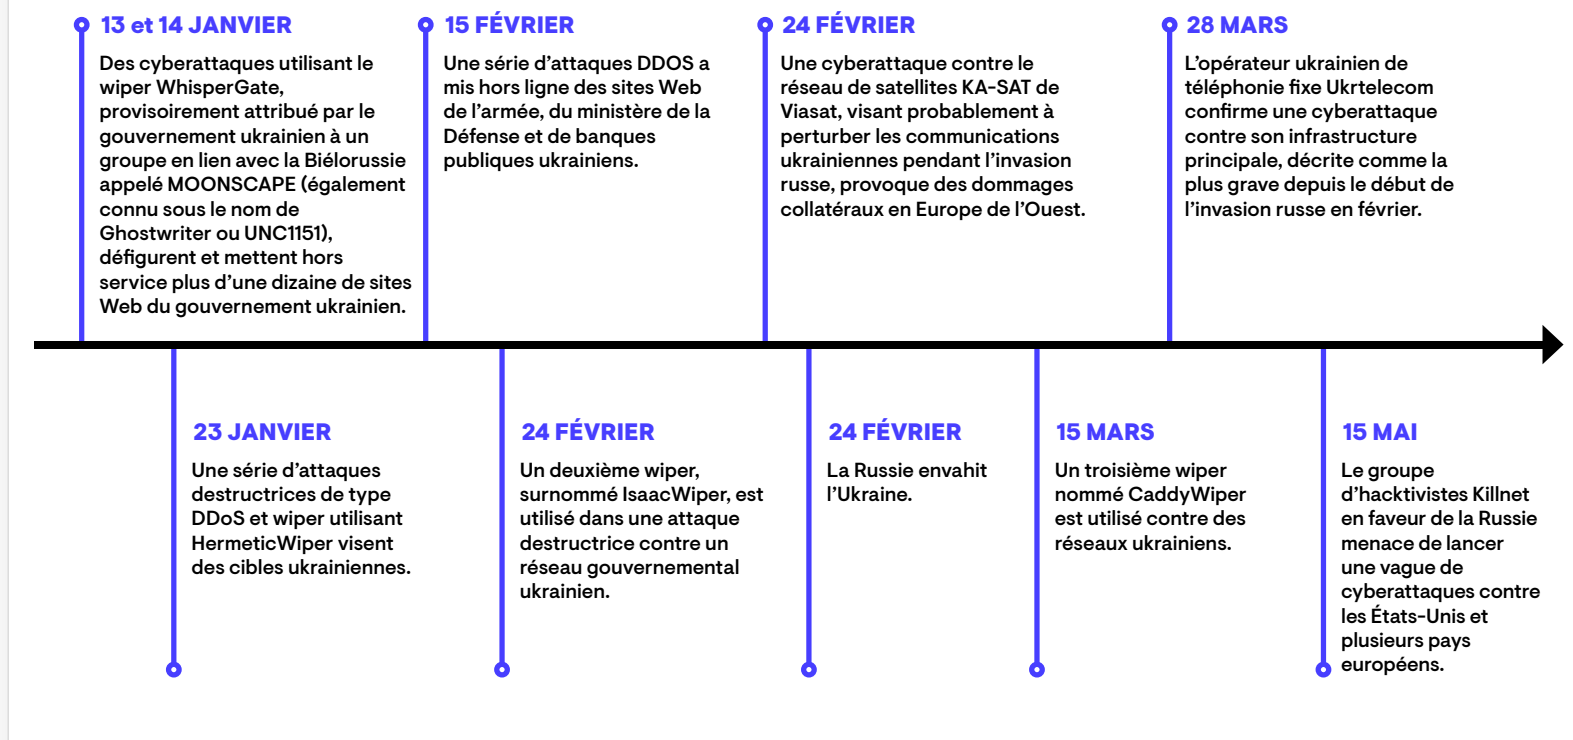 13 et 14 JANVIER
Des cyberattaques utilisant le
wiper WhisperGate,
provisoirement attribué par le
gouvernement ukrainien à un
groupe en lien avec la Biélorussie
appelé MOONSCAPE (également
connu sous le nom de
Ghostwriter ou UNC1151),
défigurent et mettent hors
service plus d’une dizaine de sites
Web du gouvernement ukrainien.
15 FÉVRIER
Une série d’attaques DDOS a
mis hors ligne des sites Web
de l’armée, du ministère de la
Défense et de banques
publiques ukrainiens.
24 FÉVRIER
Une cyberattaque contre le
réseau de satellites KA-SAT de
Viasat, visant probablement à
perturber les communications
ukrainiennes pendant l’invasion
russe, provoque des dommages
collatéraux en Europe de l’Ouest.
28 MARS
L’opérateur ukrainien de
téléphonie fixe Ukrtelecom
confirme une cyberattaque
contre son infrastructure
principale, décrite comme la
plus grave depuis le début de
l’invasion russe en février.
23 JANVIER
Une série d’attaques
destructrices de type
DDoS et wiper utilisant
HermeticWiper visent
des cibles ukrainiennes.
24 FÉVRIER
Un deuxième wiper,
surnommé IsaacWiper, est
utilisé dans une attaque
destructrice contre un
réseau gouvernemental
ukrainien.
24 FÉVRIER
La Russie envahit
l’Ukraine.
15 MARS
Un troisième wiper
nommé CaddyWiper
est utilisé contre des
réseaux ukrainiens.
15 MAI
Le groupe
d’hacktivistes Killnet
en faveur de la Russie
menace de lancer
une vague de
cyberattaques contre
les États-Unis et
plusieurs pays
européens.